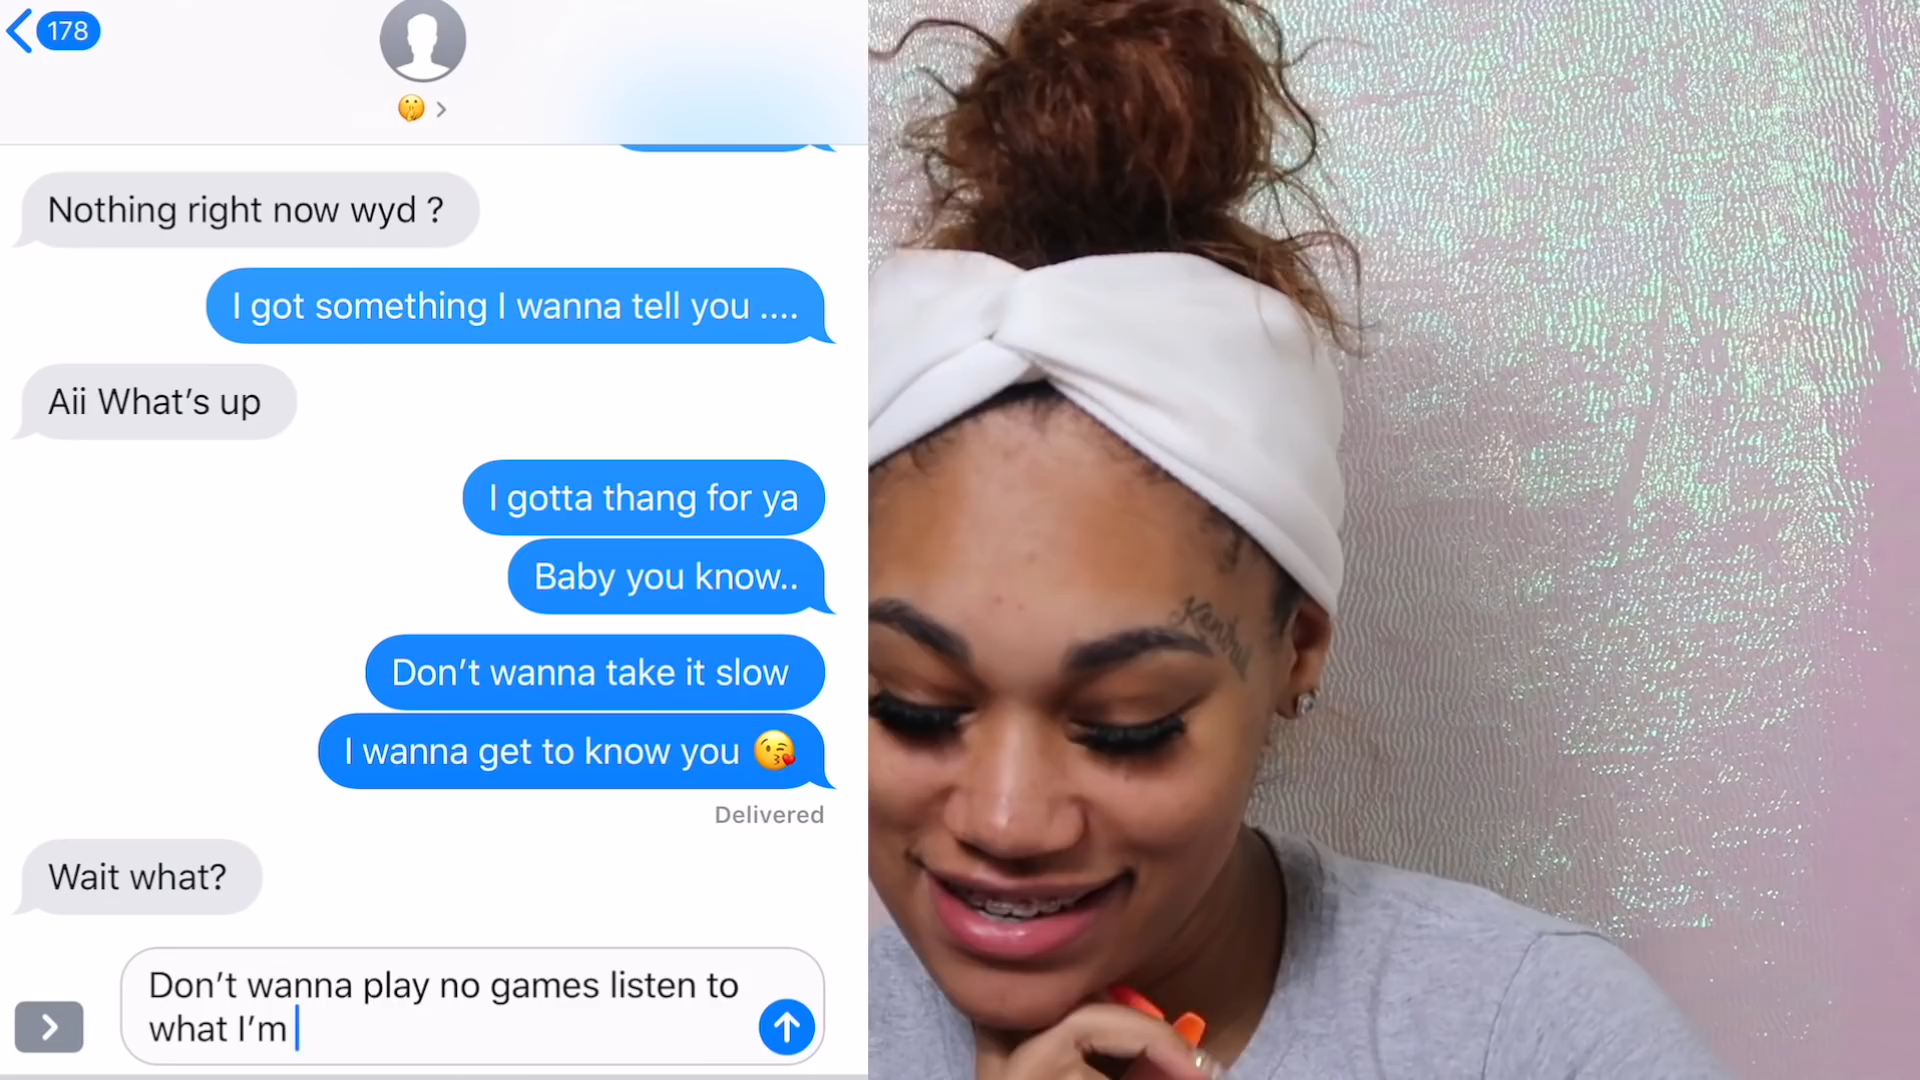 178
Nothing right now wyd ?
I got something I wanna tell you ....
Aii What's up
I gotta thang for ya
Baby you know..
Don't wanna take it slow
I wanna get to know you 😘
Delivered
Wait what?
Don't wanna play no games listen to
what I'm